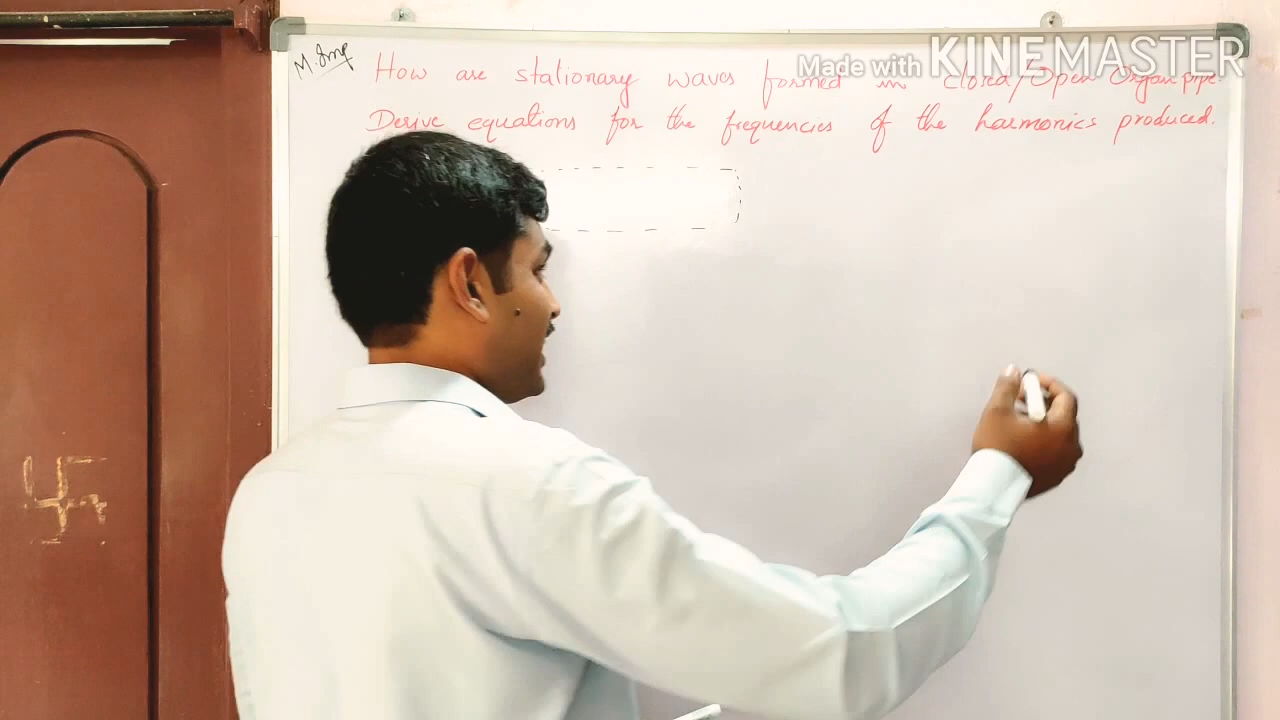 M. Imp
How are stationary waves formed in closed/Open Organ pipe.
Derive equations for the frequencies of the harmonics produced.
Made with KINEMASTER